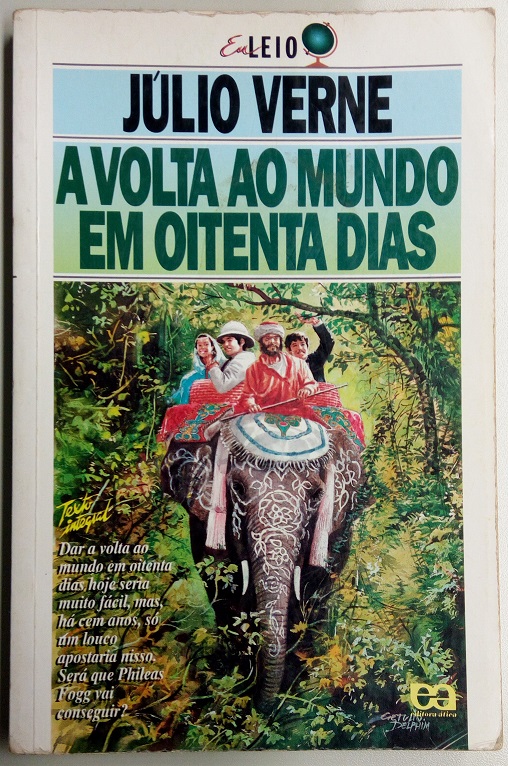 Eu LEIO
JÚLIO VERNE
A VOLTA AO MUNDO
EM OITENTA DIAS
Texto
integral
Dar a volta ao
mundo em oitenta
dias, hoje seria
muito fácil, mas,
há cem anos, só
um louco
apostaria nisso.
Será que Phileas
Fogg vai
conseguir?
ea
editora ática
GETULIO
DELPHIM